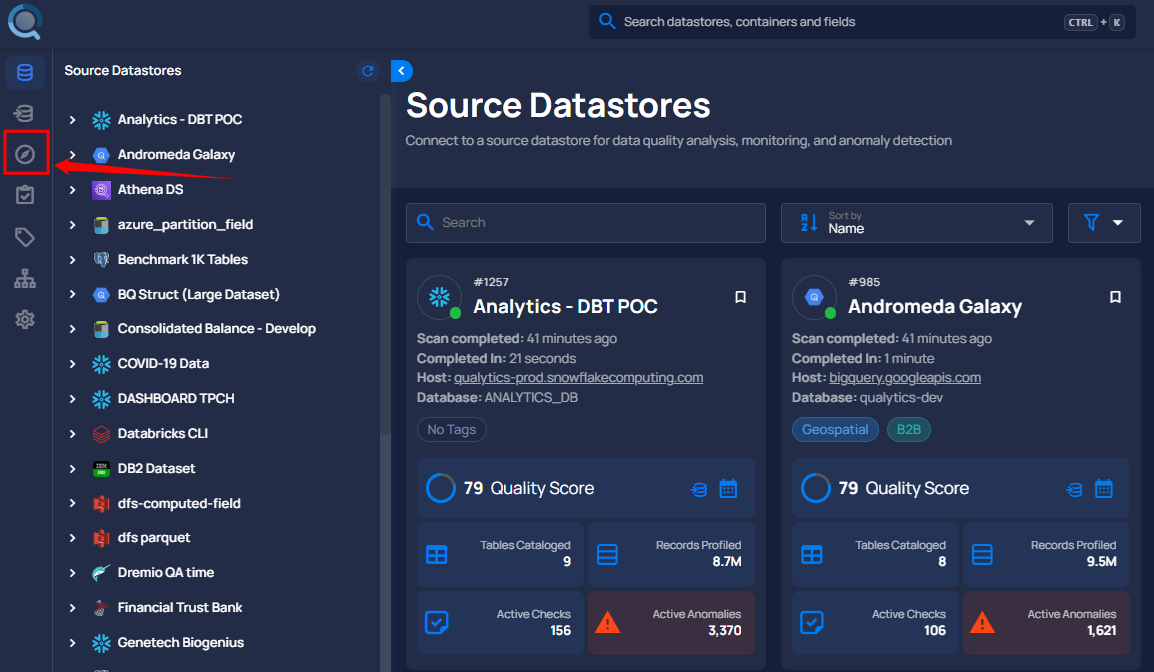 Search datastores, containers and fields
CTRL + K
Source Datastores
Analytics - DBT POC
Andromeda Galaxy
Athena DS
azure_partition_field
Benchmark 1K Tables
BQ Struct (Large Dataset)
Consolidated Balance - Develop
COVID-19 Data
DASHBOARD TPCH
Databricks CLI
DB2 Dataset
dfs-computed-field
dfs parquet
Dremio QA time
Financial Trust Bank
Genetech Biogenius
Source Datastores
Connect to a source datastore for data quality analysis, monitoring, and anomaly detection
Search
Sort by
Name
#1257
Analytics - DBT POC
Scan completed: 41 minutes ago
Completed In: 21 seconds
Host: qualytics-prod.snowflakecomputing.com
Database: ANALYTICS_DB
No Tags
79 Quality Score
Tables Cataloged
9
Records Profiled
8.7M
Active Checks
156
Active Anomalies
3,370
#985
Andromeda Galaxy
Scan completed: 41 minutes ago
Completed In: 1 minute
Host: bigquery.googleapis.com
Database: qualytics-dev
Geospatial
B2B
79 Quality Score
Tables Cataloged
8
Records Profiled
9.5M
Active Checks
106
Active Anomalies
1,621